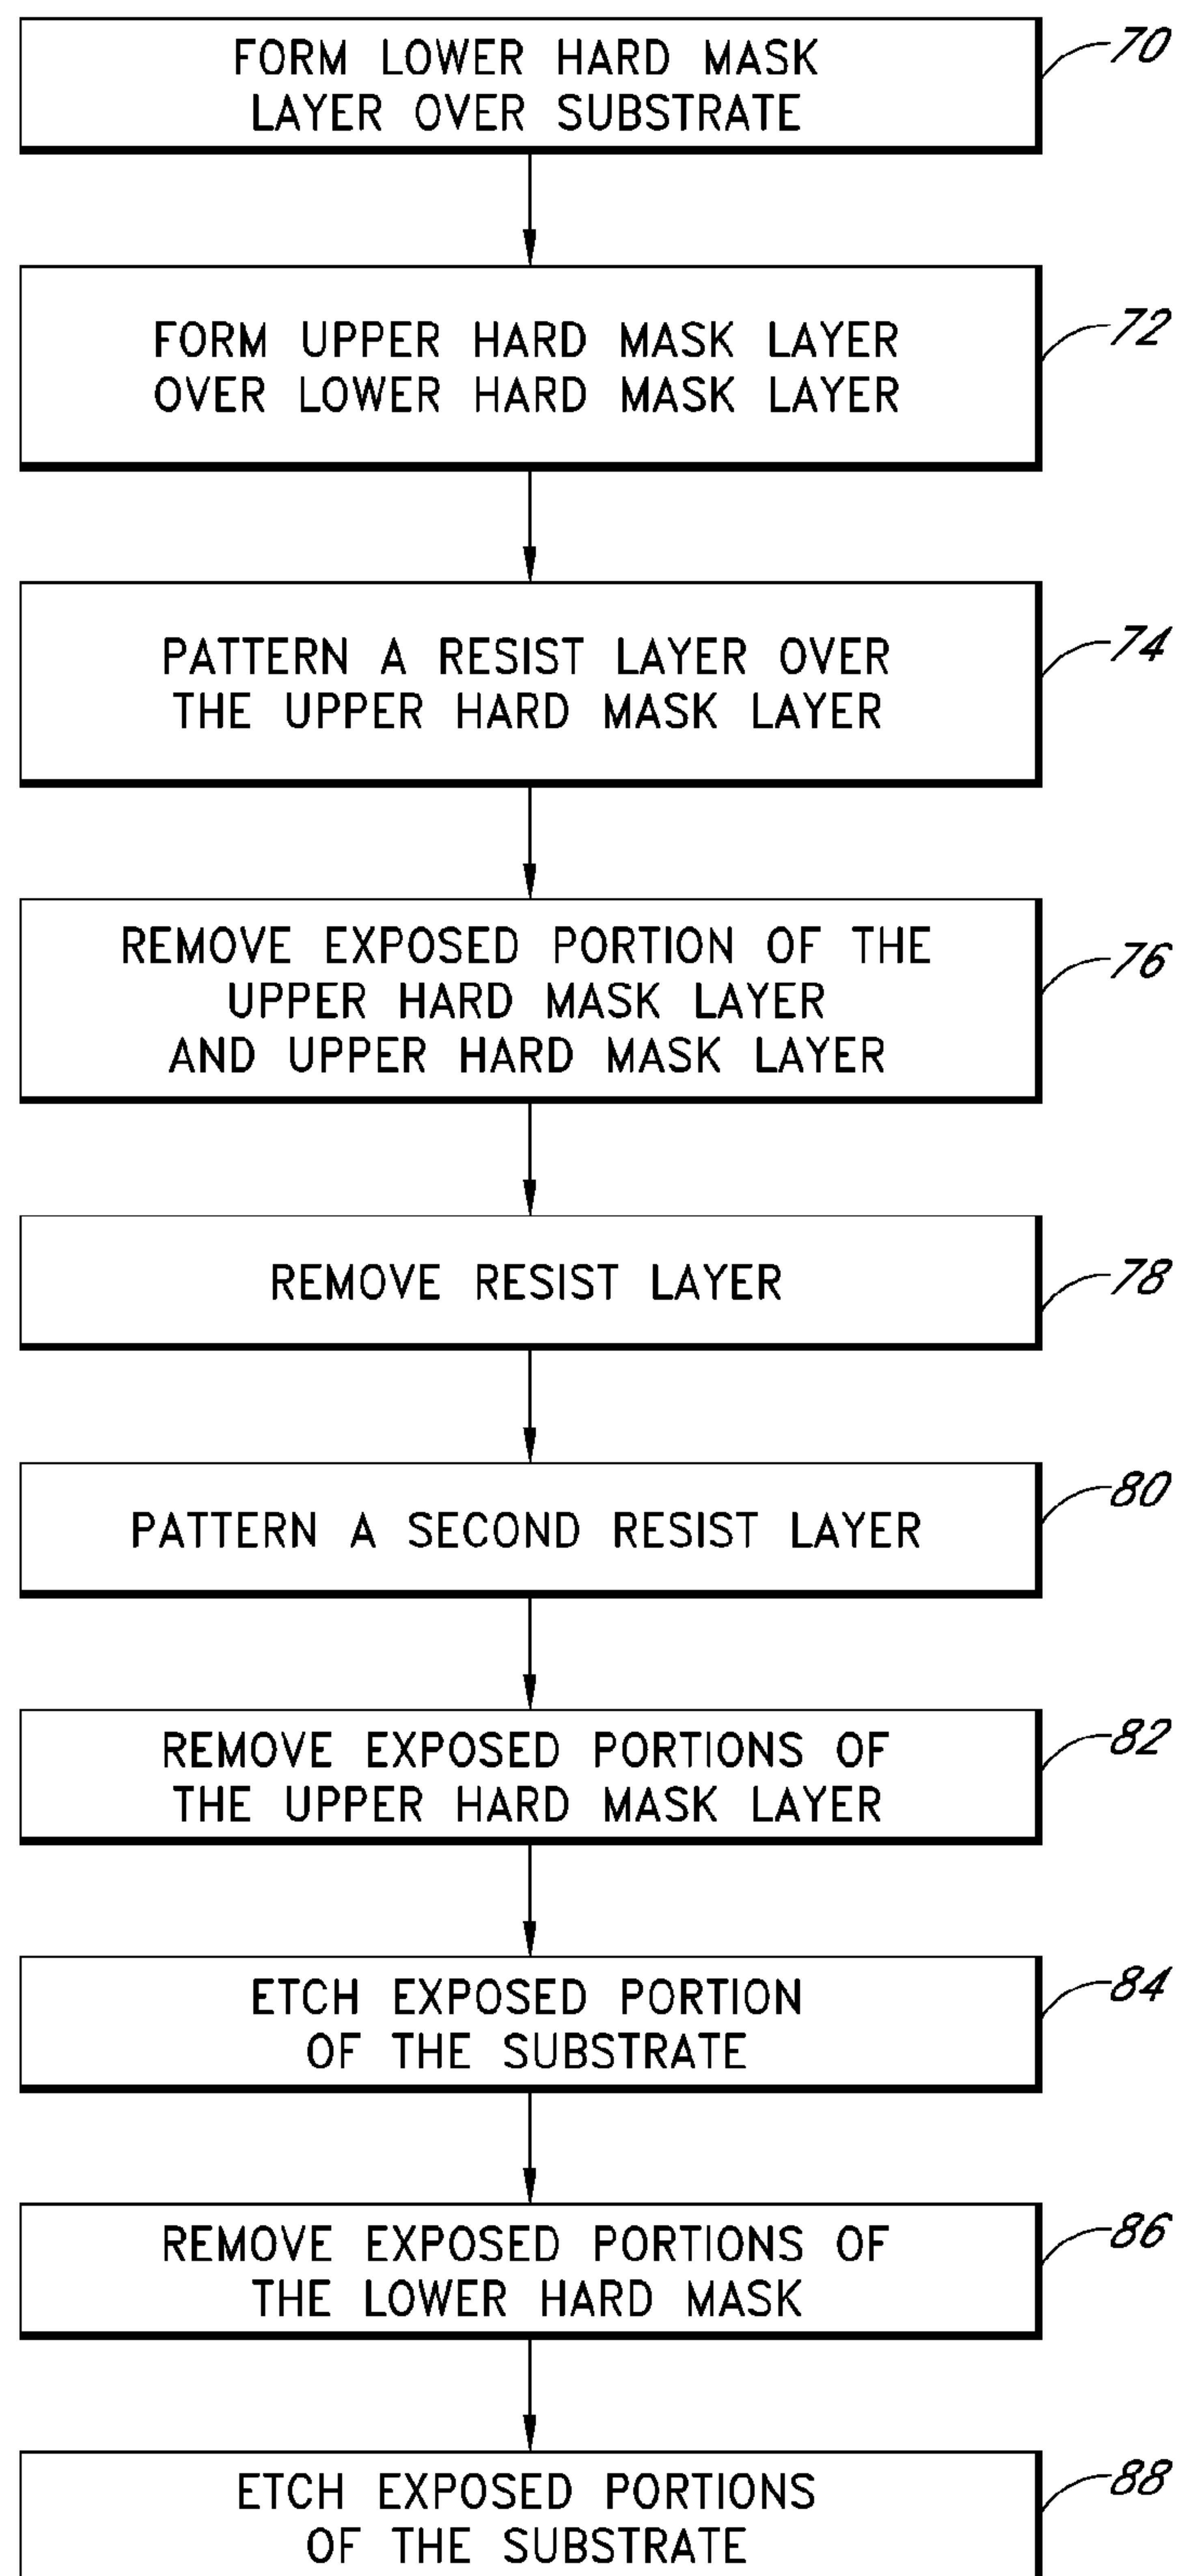 FORM LOWER HARD MASK
LAYER OVER SUBSTRATE
70
FORM UPPER HARD MASK LAYER
OVER LOWER HARD MASK LAYER
72
PATTERN A RESIST LAYER OVER
THE UPPER HARD MASK LAYER
74
REMOVE EXPOSED PORTION OF THE
UPPER HARD MASK LAYER
AND UPPER HARD MASK LAYER
76
REMOVE RESIST LAYER
78
PATTERN A SECOND RESIST LAYER
80
REMOVE EXPOSED PORTIONS OF
THE UPPER HARD MASK LAYER
82
ETCH EXPOSED PORTION
OF THE SUBSTRATE
84
REMOVE EXPOSED PORTIONS OF
THE LOWER HARD MASK
86
ETCH EXPOSED PORTIONS
OF THE SUBSTRATE
88